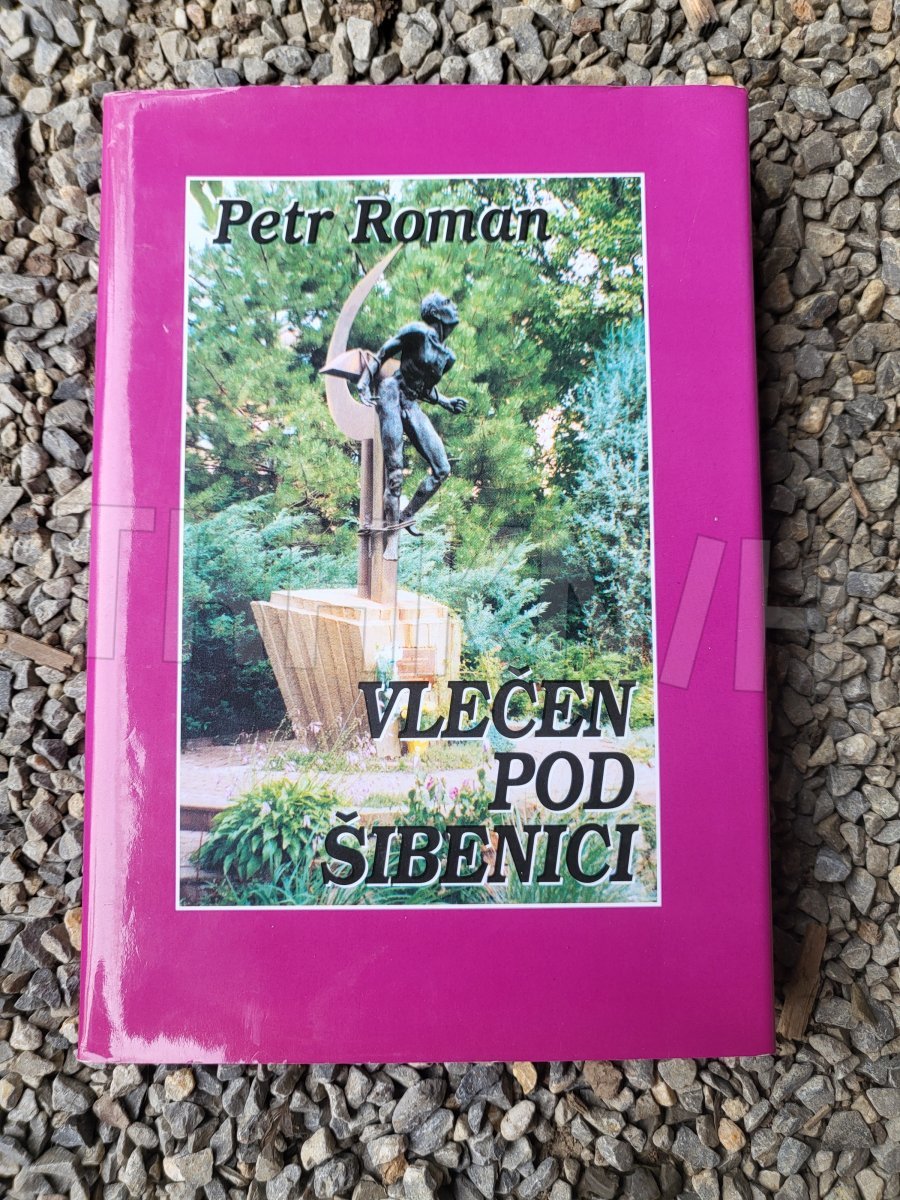 Petr Roman
VLEČEN
POD
ŠIBENICI